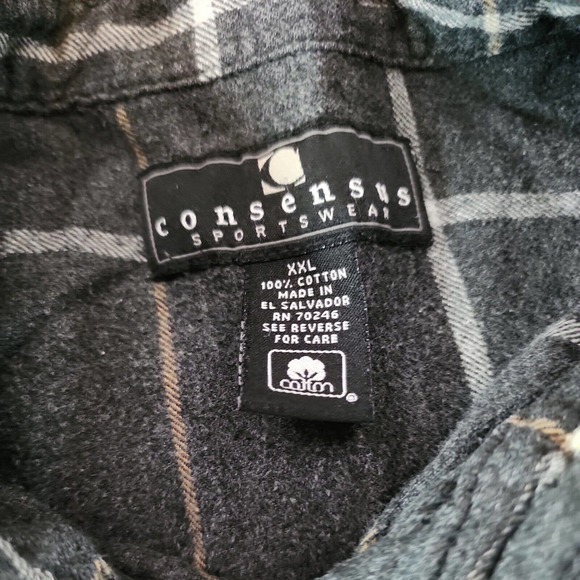 C
consensus
SPORTSWEAR
XXL
100% COTTON
MADE IN
EL SALVADOR
RN 70246
SEE REVERSE
FOR CARE
cotton
®